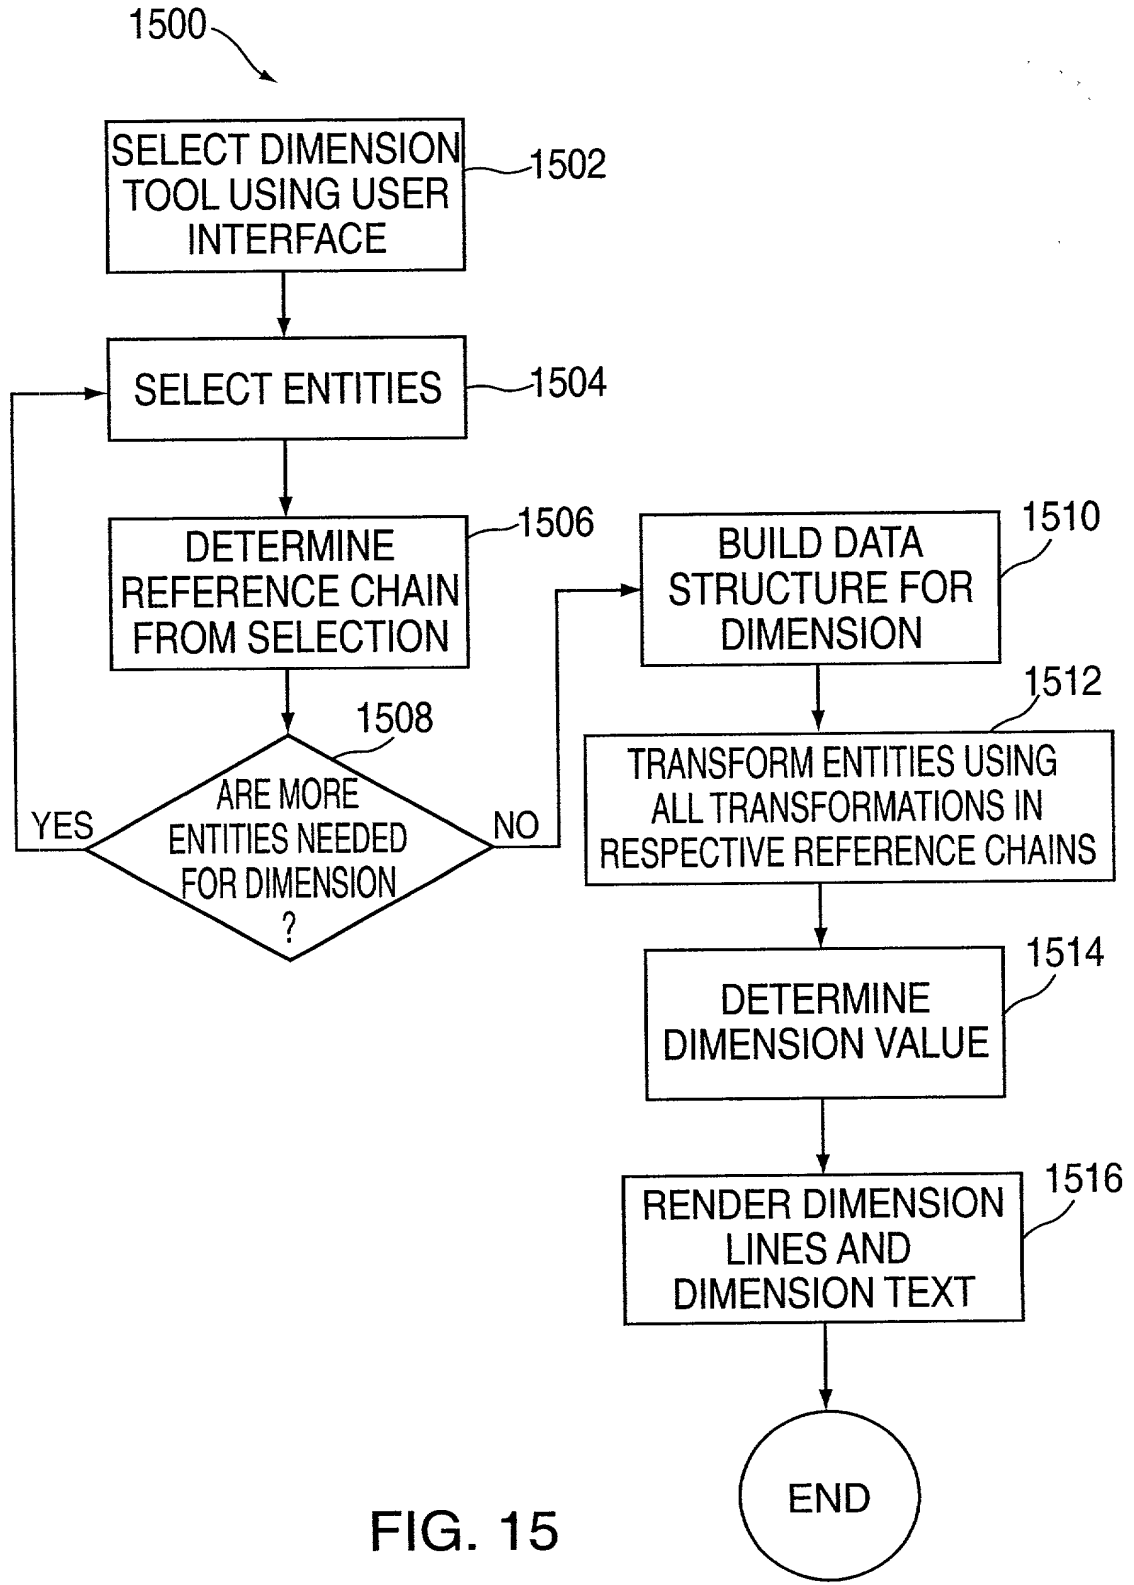 1500
SELECT DIMENSION
TOOL USING USER
INTERFACE
1502
SELECT ENTITIES
1504
DETERMINE
REFERENCE CHAIN
FROM SELECTION
1506
1508
ARE MORE
ENTITIES NEEDED
FOR DIMENSION
?
YES
NO
BUILD DATA
STRUCTURE FOR
DIMENSION
1510
1512
TRANSFORM ENTITIES USING
ALL TRANSFORMATIONS IN
RESPECTIVE REFERENCE CHAINS
1514
DETERMINE
DIMENSION VALUE
1516
RENDER DIMENSION
LINES AND
DIMENSION TEXT
END
FIG. 15